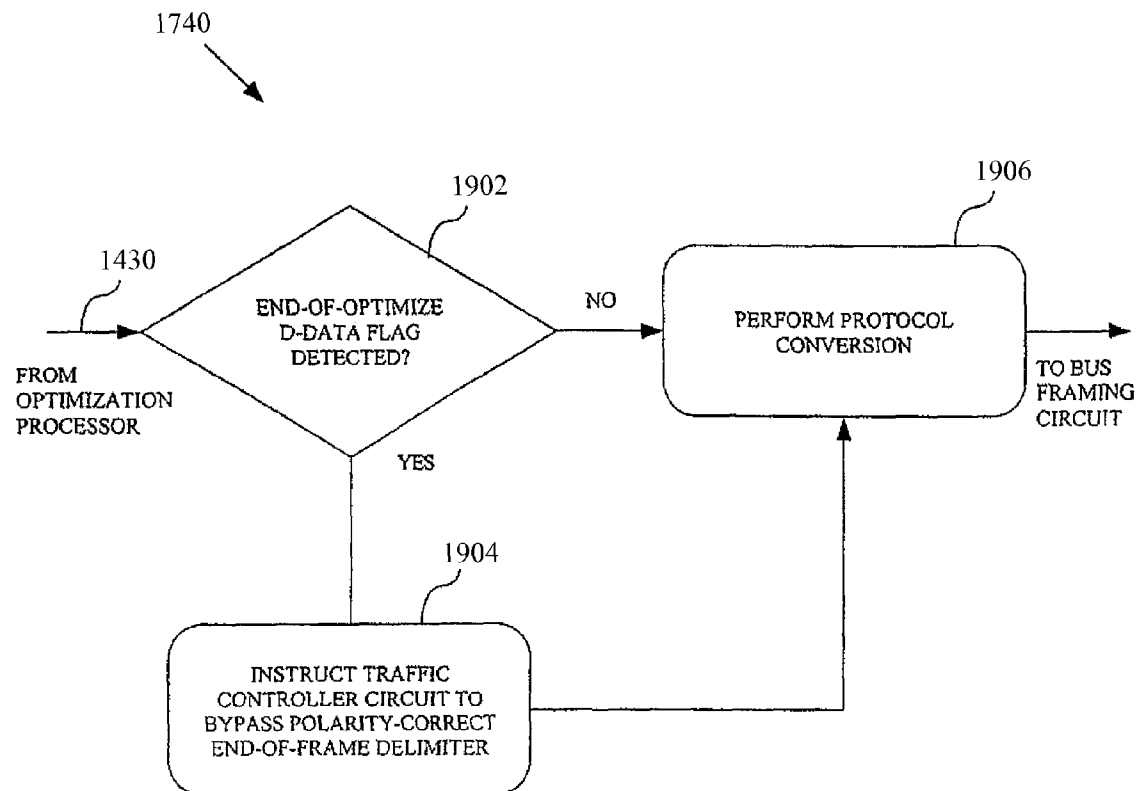 1740
1902
1906
1430
END-OF-OPTIMIZE
D-DATA FLAG
DETECTED?
NO
PERFORM PROTOCOL
CONVERSION
FROM
OPTIMIZATION
PROCESSOR
TO BUS
FRAMING
CIRCUIT
YES
1904
INSTRUCT TRAFFIC
CONTROLLER CIRCUIT TO
BYPASS POLARITY-CORRECT
END-OF-FRAME DELIMITER